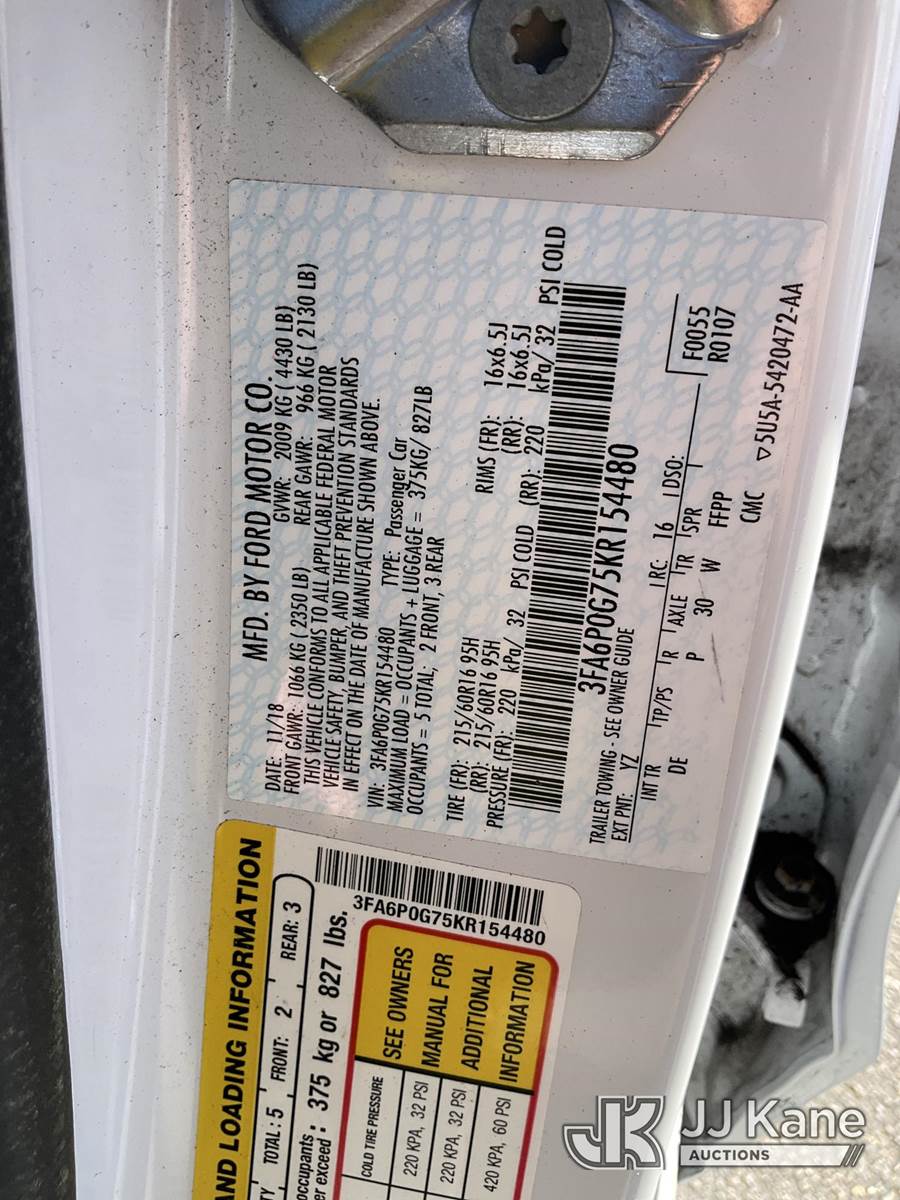 MFD. BY FORD MOTOR CO.
DATE: 11/18 GVWR: 2009 KG ( 4430 LB)
FRONT GAWR: 1066 KG ( 2350 LB) REAR GAWR: 966 KG ( 2130 LB)
THIS VEHICLE CONFORMS TO ALL APPLICABLE FEDERAL MOTOR
VEHICLE SAFETY, BUMPER, AND THEFT PREVENTION STANDARDS
IN EFFECT ON THE DATE OF MANUFACTURE SHOWN ABOVE.
VIN: 3FA6P0G75KR154480 TYPE: Passenger Car
MAXIMUM LOAD = OCCUPANTS + LUGGAGE = 375KG/ 827LB
OCCUPANTS = 5 TOTAL; 2 FRONT, 3 REAR
TIRE (FR): 215/60R16 95H RIMS (FR): 16x6.5J
(RR): 215/60R16 95H (RR): 16x6.5J
PRESSURE (FR): 220 kPa/ 32 PSI COLD (RR): 220 kPa/ 32 PSI COLD
3FA6P0G75KR154480
TRAILER TOWING - SEE OWNER GUIDE
EXT PNT: YZ RC: 16 DSO: F0055
INT TR TP/PS R AXLE TR SPR R0107
DE P 30 W FFPP
CMC ▽5U5A-5420472-AA
AND LOADING INFORMATION
TOTAL: 5 FRONT: 2 REAR: 3
occupants : 375 kg or 827 lbs.
er exceed :
3FA6P0G75KR154480
COLD TIRE PRESSURE
220 KPA, 32 PSI
220 KPA, 32 PSI
420 KPA, 60 PSI
SEE OWNERS
MANUAL FOR
ADDITIONAL
INFORMATION
JK JJ Kane
AUCTIONS